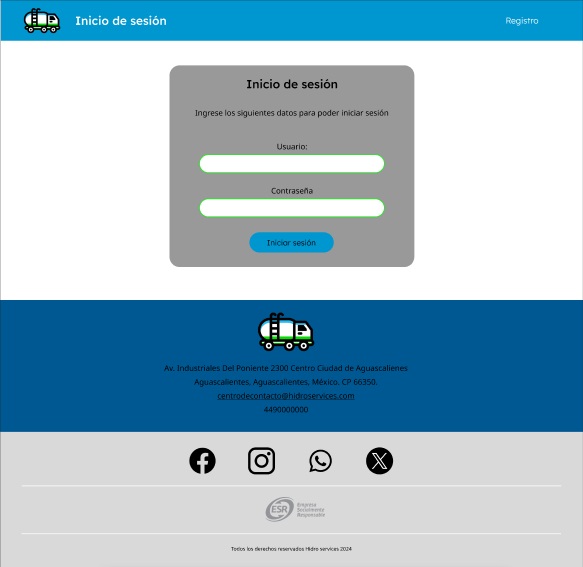 Inicio de sesión
Registro
Inicio de sesión
Ingrese los siguientes datos para poder iniciar sesión
Usuario:
Contraseña
Iniciar sesión
Av. Industriales Del Poniente 2300 Centro Ciudad de Aguascalienes
Aguascalientes, Aguascalientes, México, CP 66350.
centrodecontacto@hidroservices.com
4490000000
ESR
Empresa
Socialmente
Responsable
Todos los derechos reservados Hidro services 2024